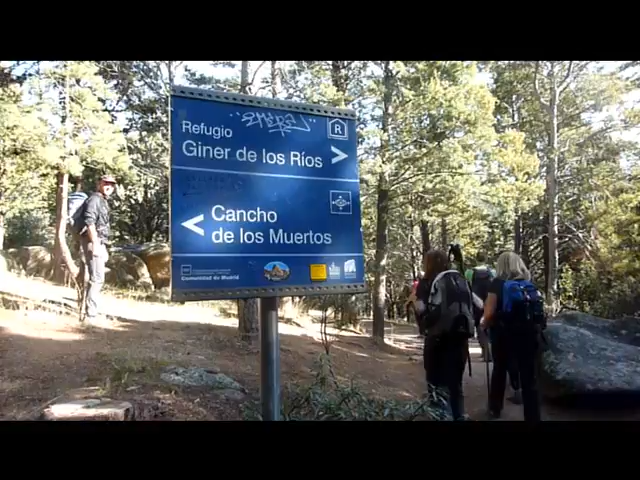 Refugio
R
Giner de los Ríos >
< Cancho
de los Muertos
Comunidad de Madrid